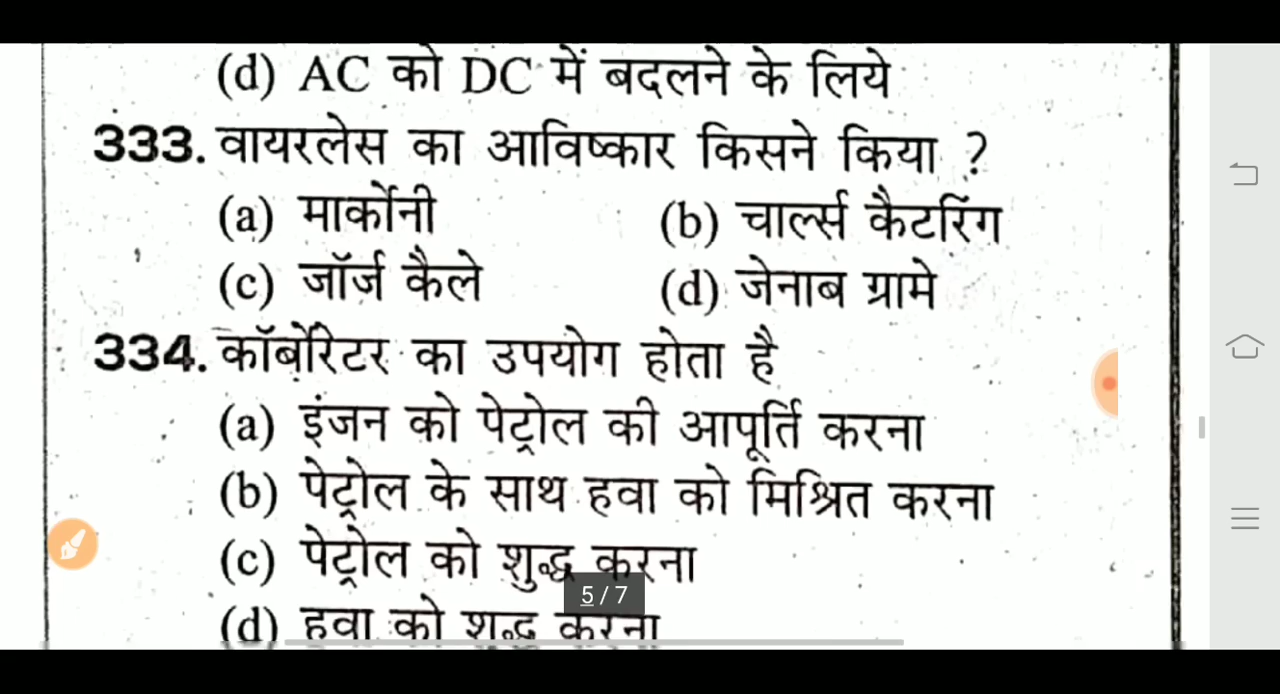 (d) AC को DC में बदलने के लिये
333. वायरलेस का आविष्कार किसने किया ?
(a) मार्कोनी (b) चार्ल्स कैटरिंग
(c) जॉर्ज कैले (d) जेनाब ग्रामे
334. कॉर्बोरेटर का उपयोग होता है
(a) इंजन को पेट्रोल की आपूर्ति करना
(b) पेट्रोल के साथ हवा को मिश्रित करना
(c) पेट्रोल को शुद्ध करना
5 / 7
(d) हवा को शुद्ध करना